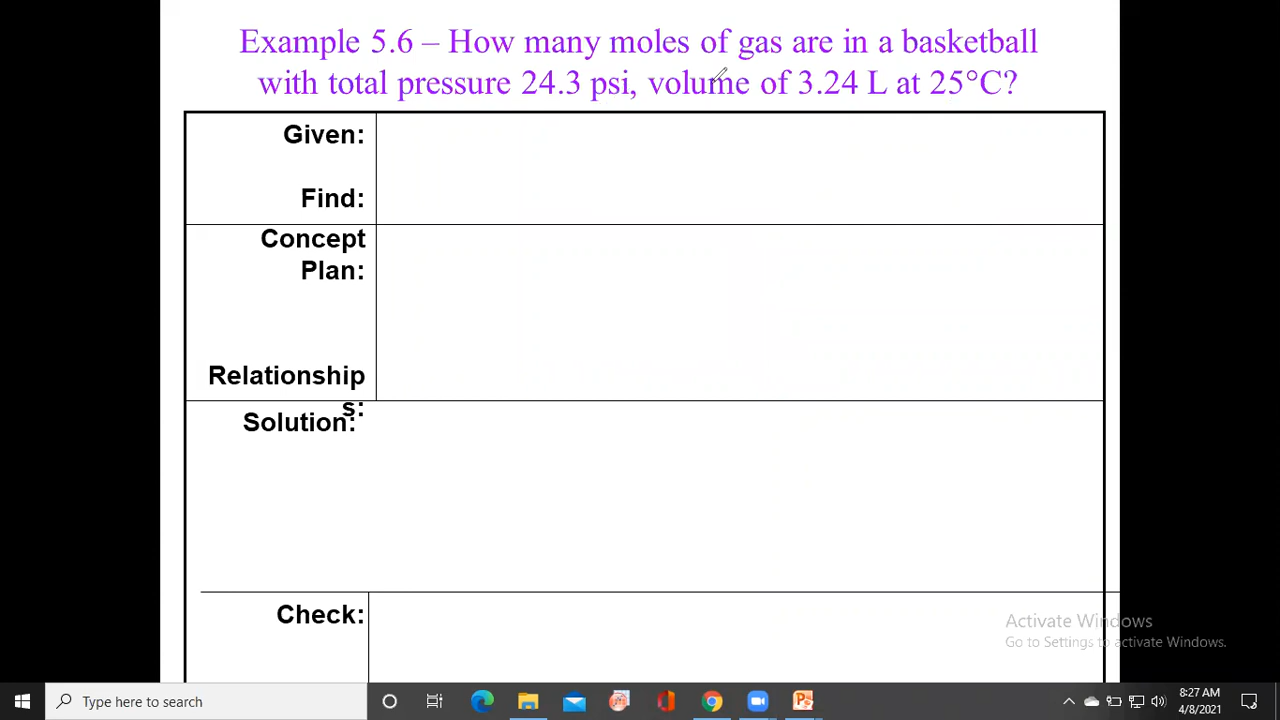 Example 5.6 – How many moles of gas are in a basketball
with total pressure 24.3 psi, volume of 3.24 L at 25°C?
Given:
Find:
Concept
Plan:
Relationship
s:
Solution:
Check:
Activate Windows
Go to Settings to activate Windows.
Type here to search
8:27 AM
4/8/2021